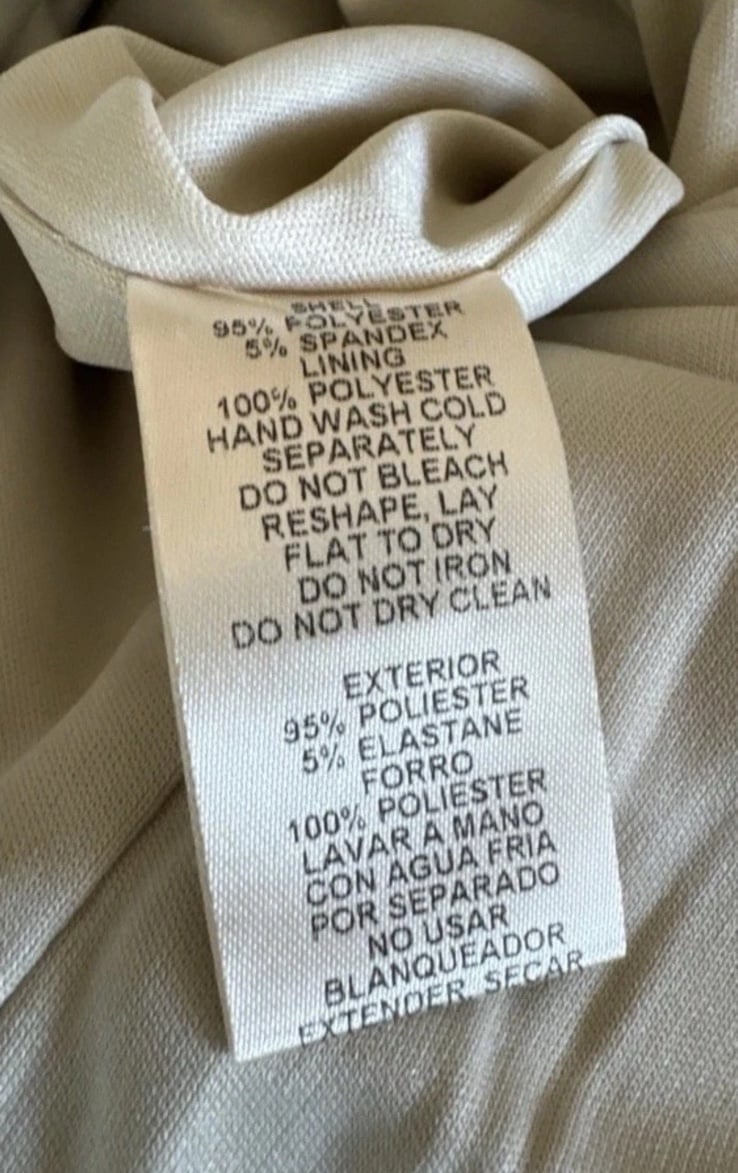 SHELL
95% POLYESTER
5% SPANDEX
LINING
100% POLYESTER
HAND WASH COLD
SEPARATELY
DO NOT BLEACH
RESHAPE, LAY
FLAT TO DRY
DO NOT IRON
DO NOT DRY CLEAN
EXTERIOR
95% POLIESTER
5% ELASTANE
FORRO
100% POLIESTER
LAVAR A MANO
CON AGUA FRIA
POR SEPARADO
NO USAR
BLANQUEADOR
EXTENDER, SECAR